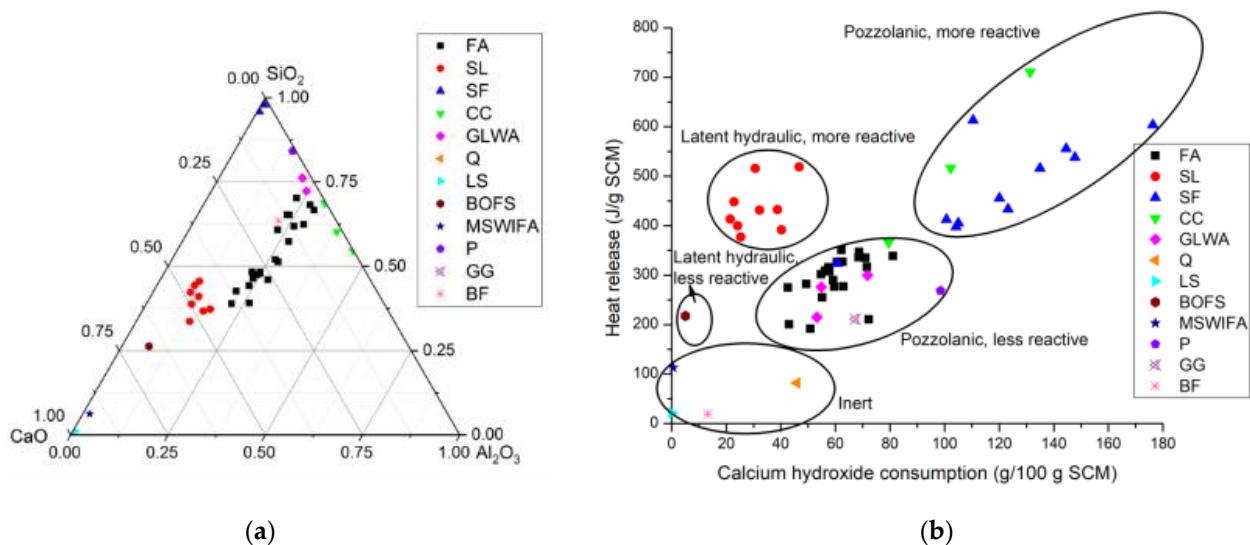 FA
SL
SF
CC
GLWA
Q
LS
BOFS
MSWIFA
P
GG
BF
0.00 SiO₂
1.00
0.25
0.75
0.50
0.50
0.75
0.25
1.00
CaO
0.00
0.00 0.25 0.50 0.75 1.00 Al₂O₃
(a)
Pozzolanic, more reactive
Latent hydraulic, more reactive
Latent hydraulic,
less reactive
Pozzolanic, less reactive
Inert
FA
SL
SF
CC
GLWA
Q
LS
BOFS
MSWIFA
P
GG
BF
Heat release (J/g SCM)
800
700
600
500
400
300
200
100
0
0 20 40 60 80 100 120 140 160 180
Calcium hydroxide consumption (g/100 g SCM)
(b)